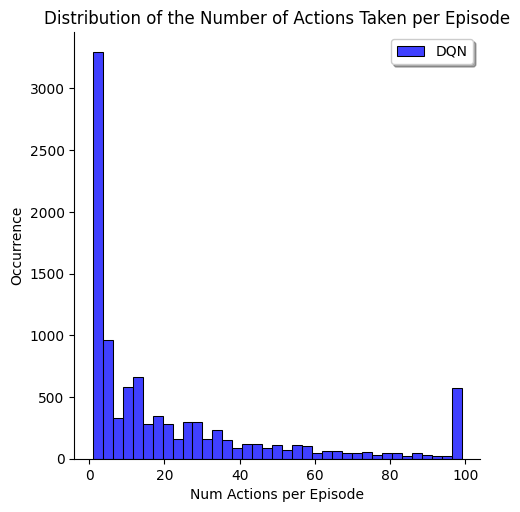 Distribution of the Number of Actions Taken per Episode
DQN
3000
2500
2000
1500
1000
500
0
Occurrence
0 20 40 60 80 100
Num Actions per Episode